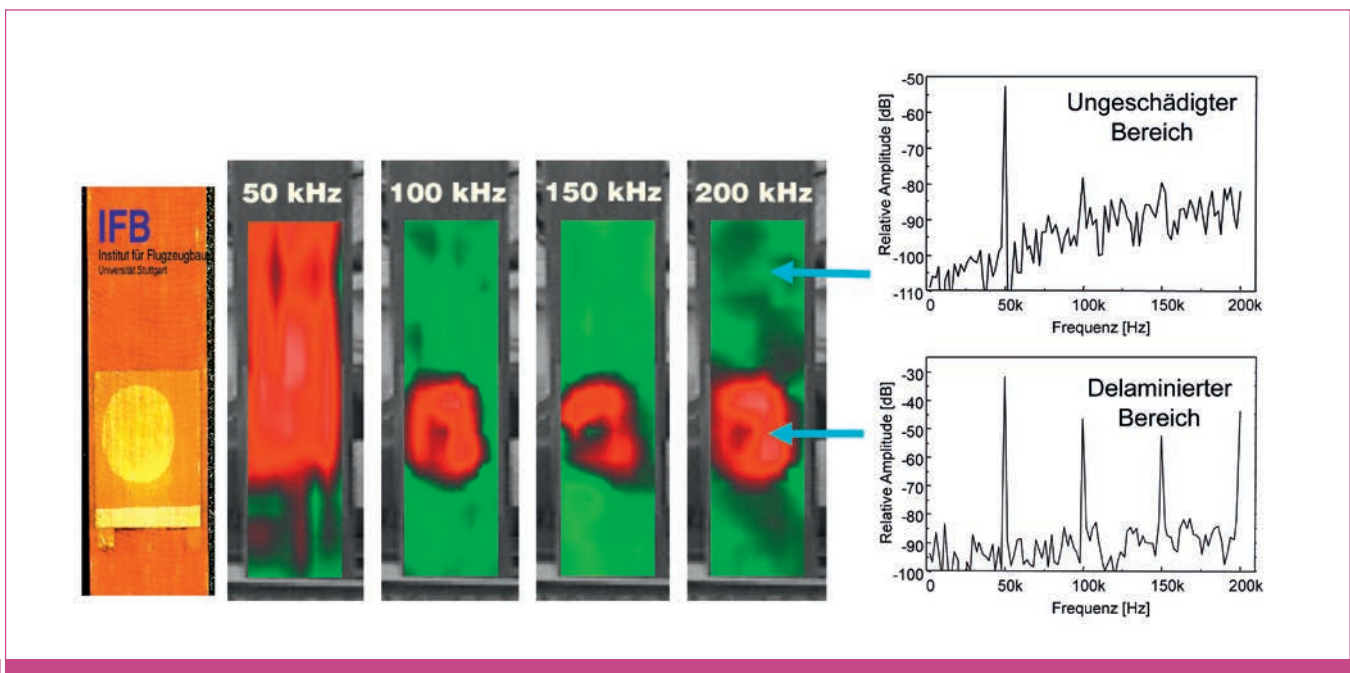 IFB
Institut für Flugzeugbau
Universität Stuttgart
50 kHz
100 kHz
150 kHz
200 kHz
Relative Amplitude [dB]
-50
-60
-70
-80
-90
-100
-110
Ungeschädigter
Bereich
0
50k
100k
150k
200k
Frequenz [Hz]
Relative Amplitude [dB]
-30
-40
-50
-60
-70
-80
-90
-100
Delaminierter
Bereich
0
50k
100k
150k
200k
Frequenz [Hz]